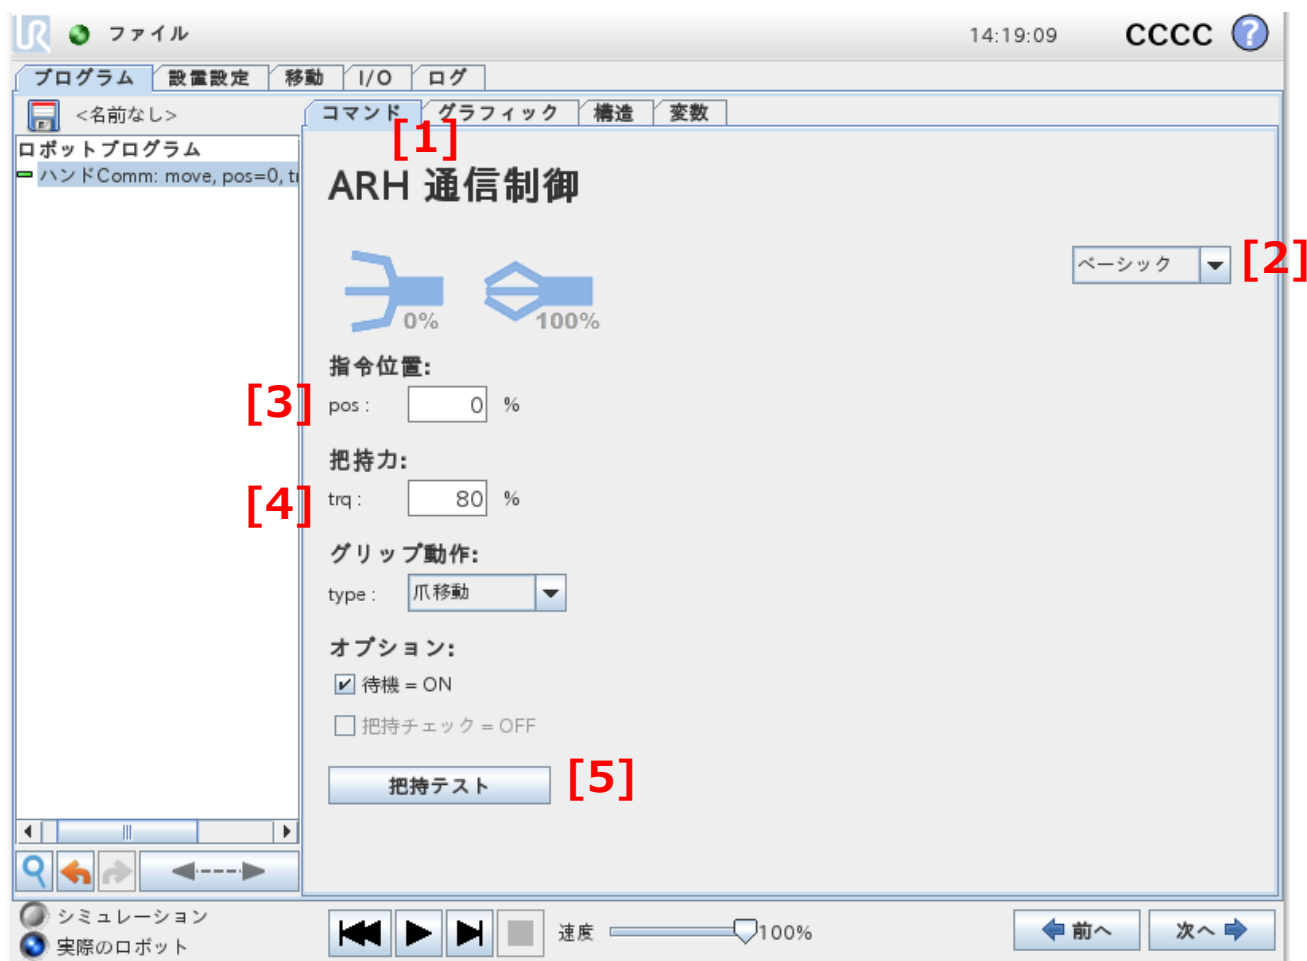 UR ファイル 14:19:09 CCCC ?
プログラム 設置設定 移動 I/O ログ
<名前なし> コマンド グラフィック 構造 変数
[1]
ロボットプログラム
ハンドComm: move, pos=0, tr
ARH 通信制御
ベーシック [2]
0% 100%
指令位置:
[3] pos : 0 %
把持力:
[4] trq : 80 %
グリップ動作:
type : 爪移動
オプション:
待機 = ON
把持チェック = OFF
把持テスト [5]
シミュレーション
実際のロボット
速度 100% 前へ 次へ